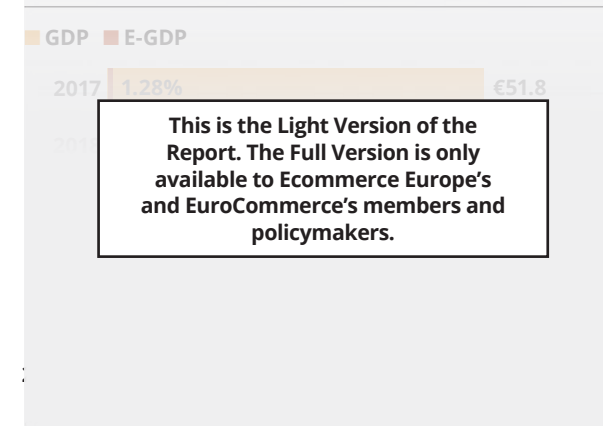 GDP E-GDP
2017 1.28% €51.8
This is the Light Version of the
Report. The Full Version is only
available to Ecommerce Europe's
and EuroCommerce's members and
policymakers.